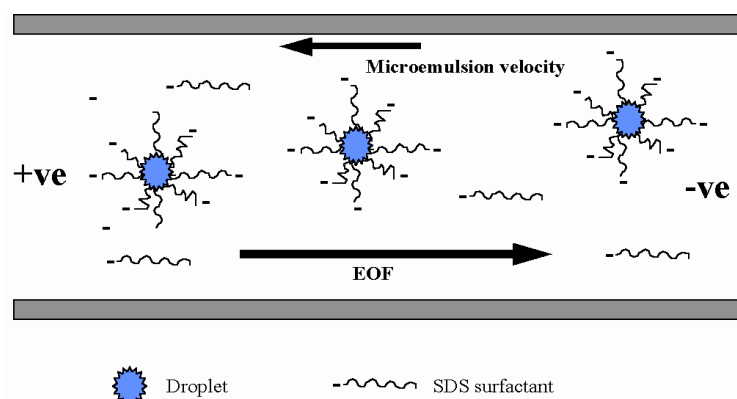 Microemulsion velocity
+ve
-ve
EOF
Droplet
SDS surfactant